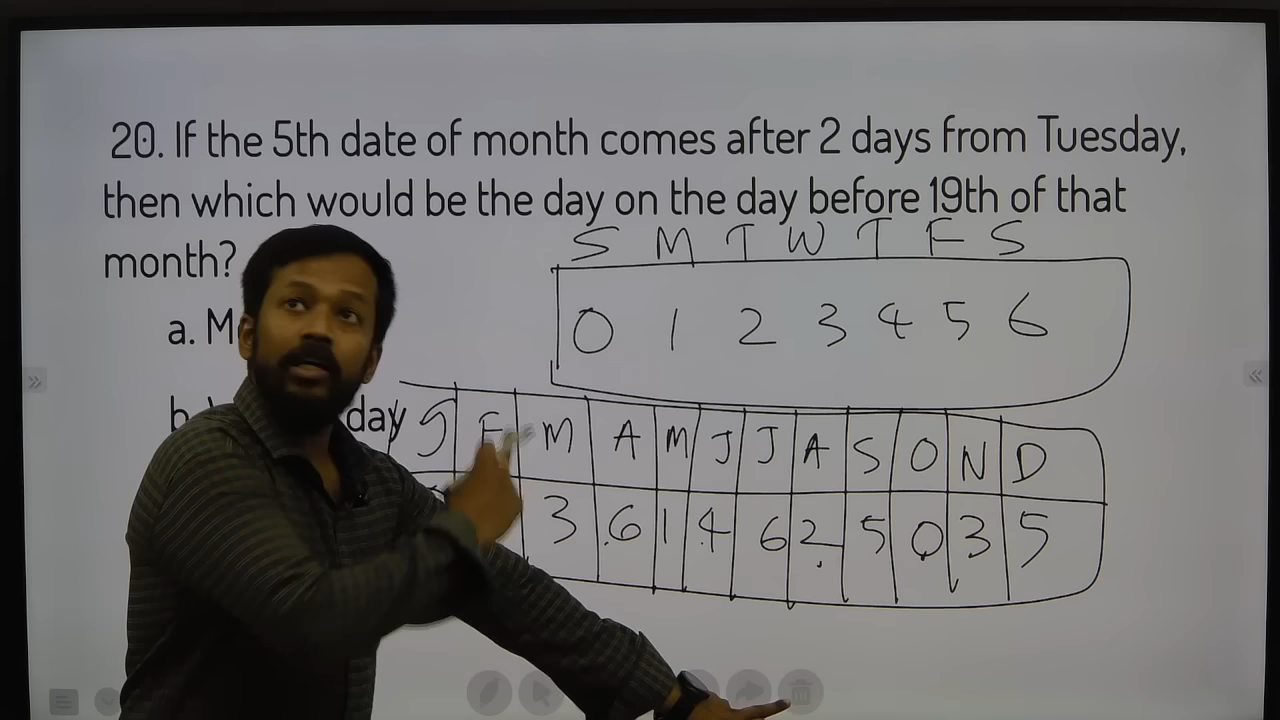 20. If the 5th date of month comes after 2 days from Tuesday,
then which would be the day on the day before 19th of that
month?
S M T W T F S
0 1 2 3 4 5 6
a. M
b day
J F M A M J J A S O N D
3 6 1 4 6 2 5 0 3 5